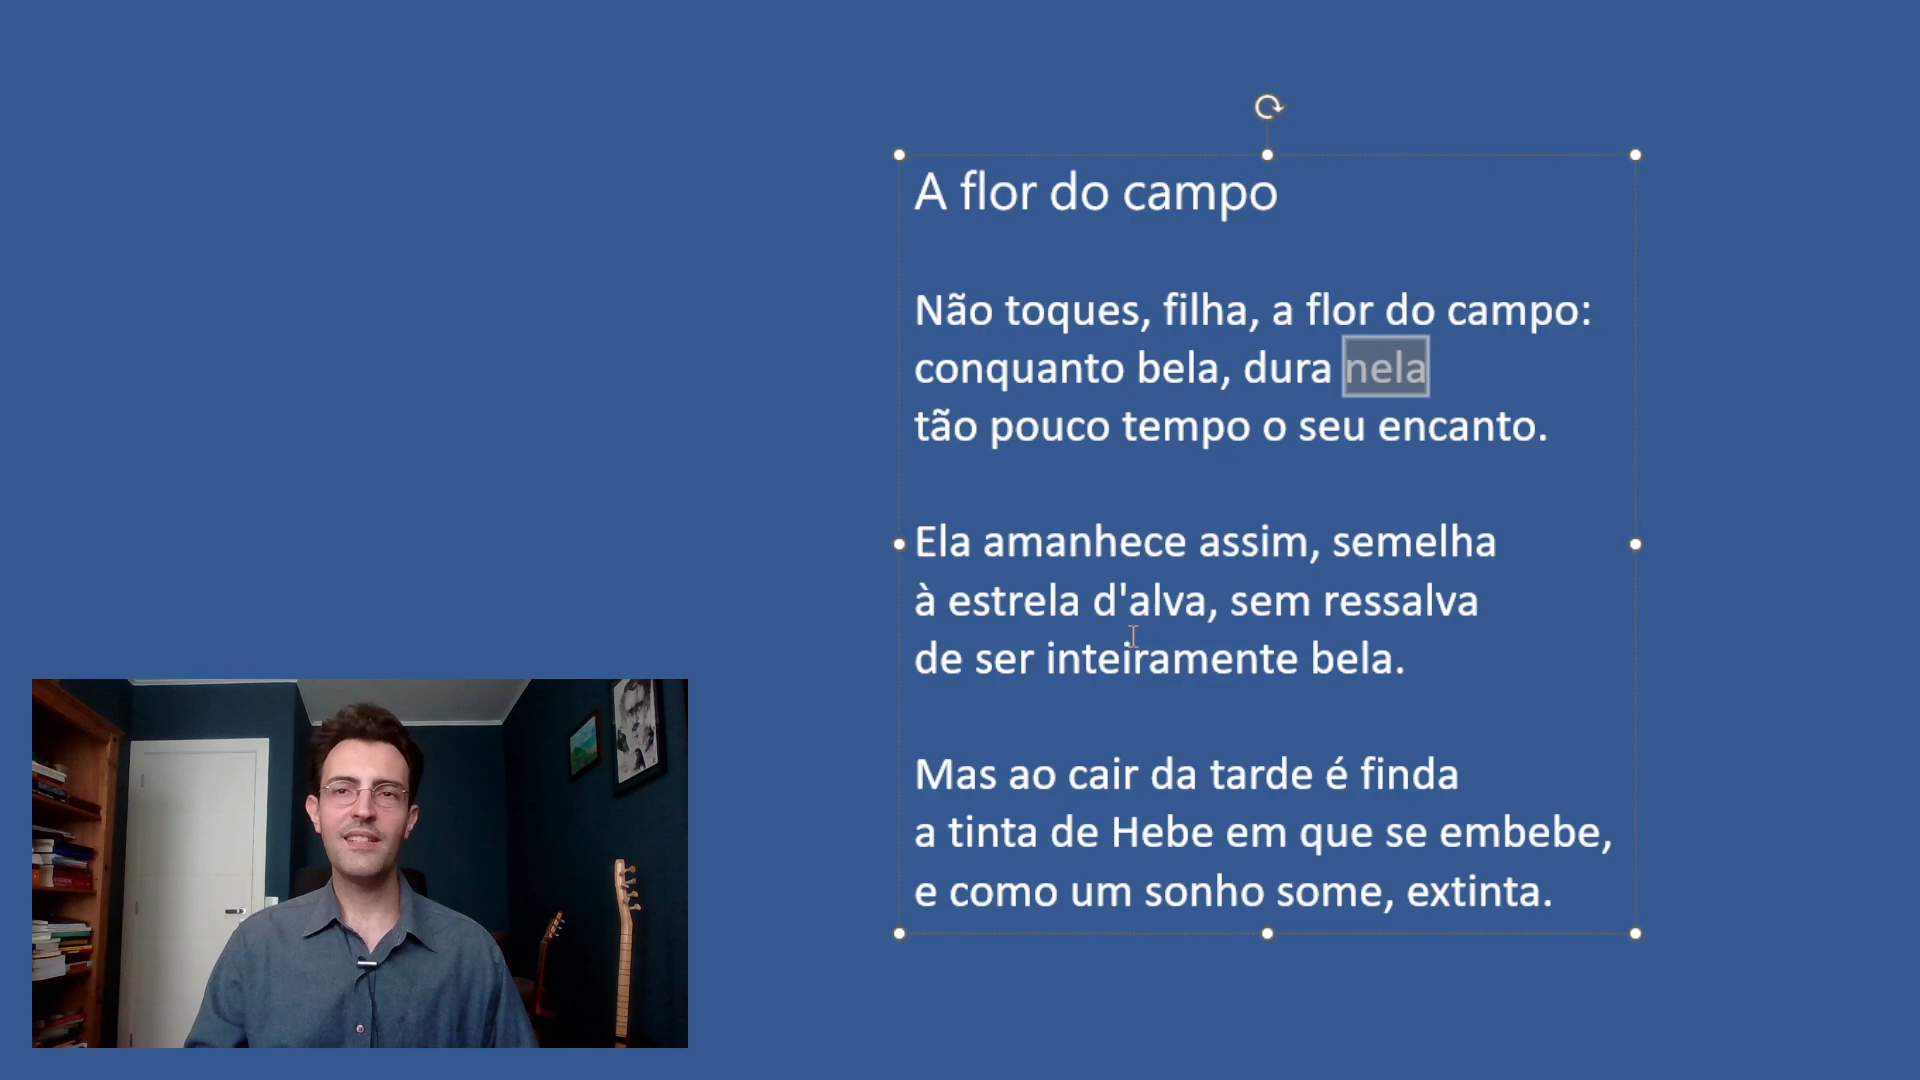 A flor do campo
Não toques, filha, a flor do campo:
conquanto bela, dura nela
tão pouco tempo o seu encanto.
Ela amanhece assim, semelha
à estrela d'alva, sem ressalva
de ser inteiramente bela.
Mas ao cair da tarde é finda
a tinta de Hebe em que se embebe,
e como um sonho some, extinta.